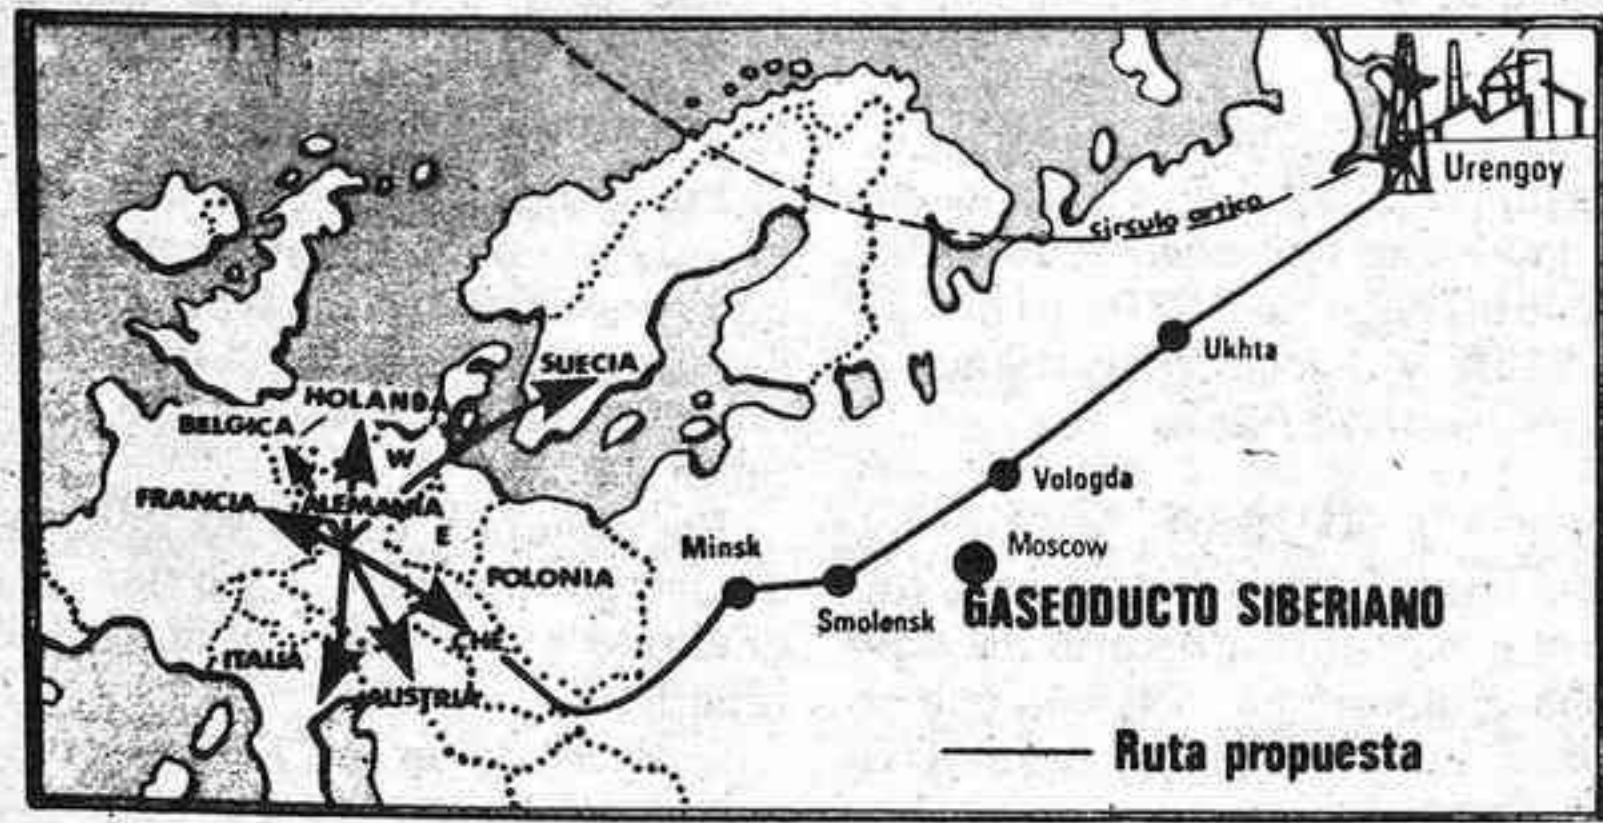 Urengoy
circulo artico
Ukhta
SUECIA
HOLANDA
BELGICA
W
Vologda
FRANCIA
ALEMANIA
E
Minsk
Moscow
POLONIA
Smolensk
GASEODUCTO SIBERIANO
CHE.
ITALIA
AUSTRIA
Ruta propuesta